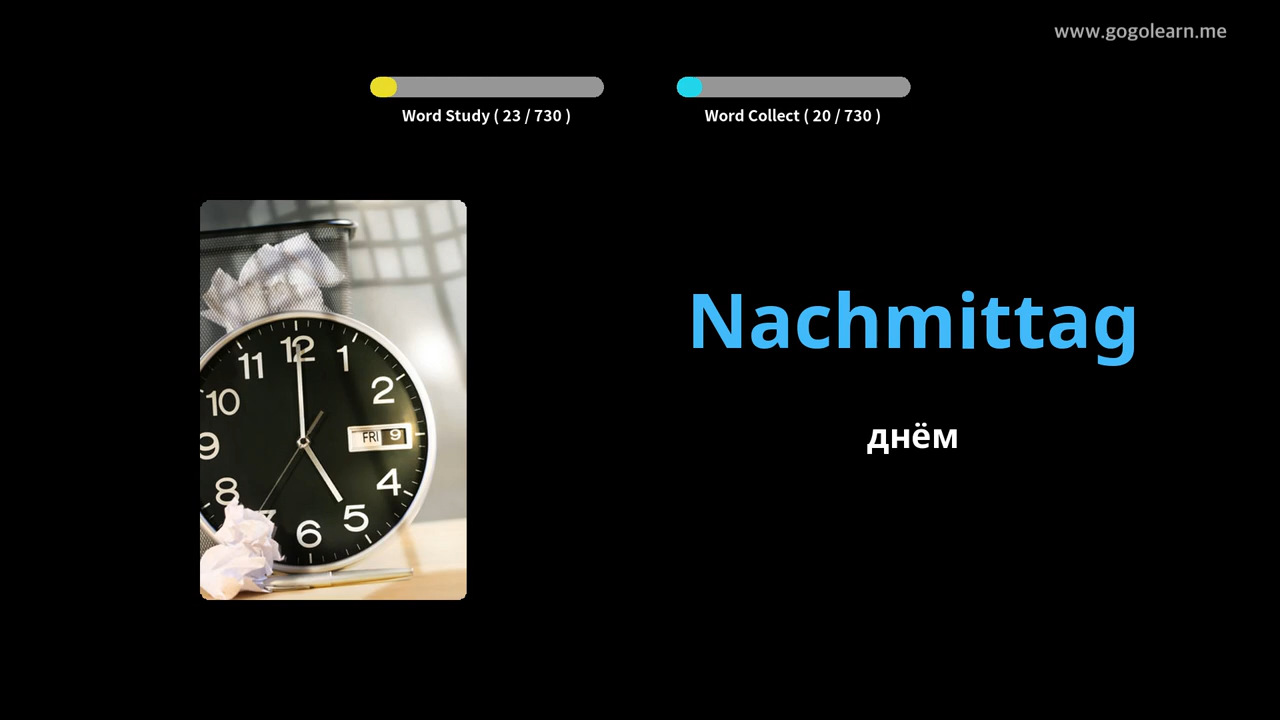 www.gogolearn.me
Word Study ( 23 / 730 )
Word Collect ( 20 / 730 )
12
11
1
10
2
9
FRI 9
8
4
7
5
6
Nachmittag
днём